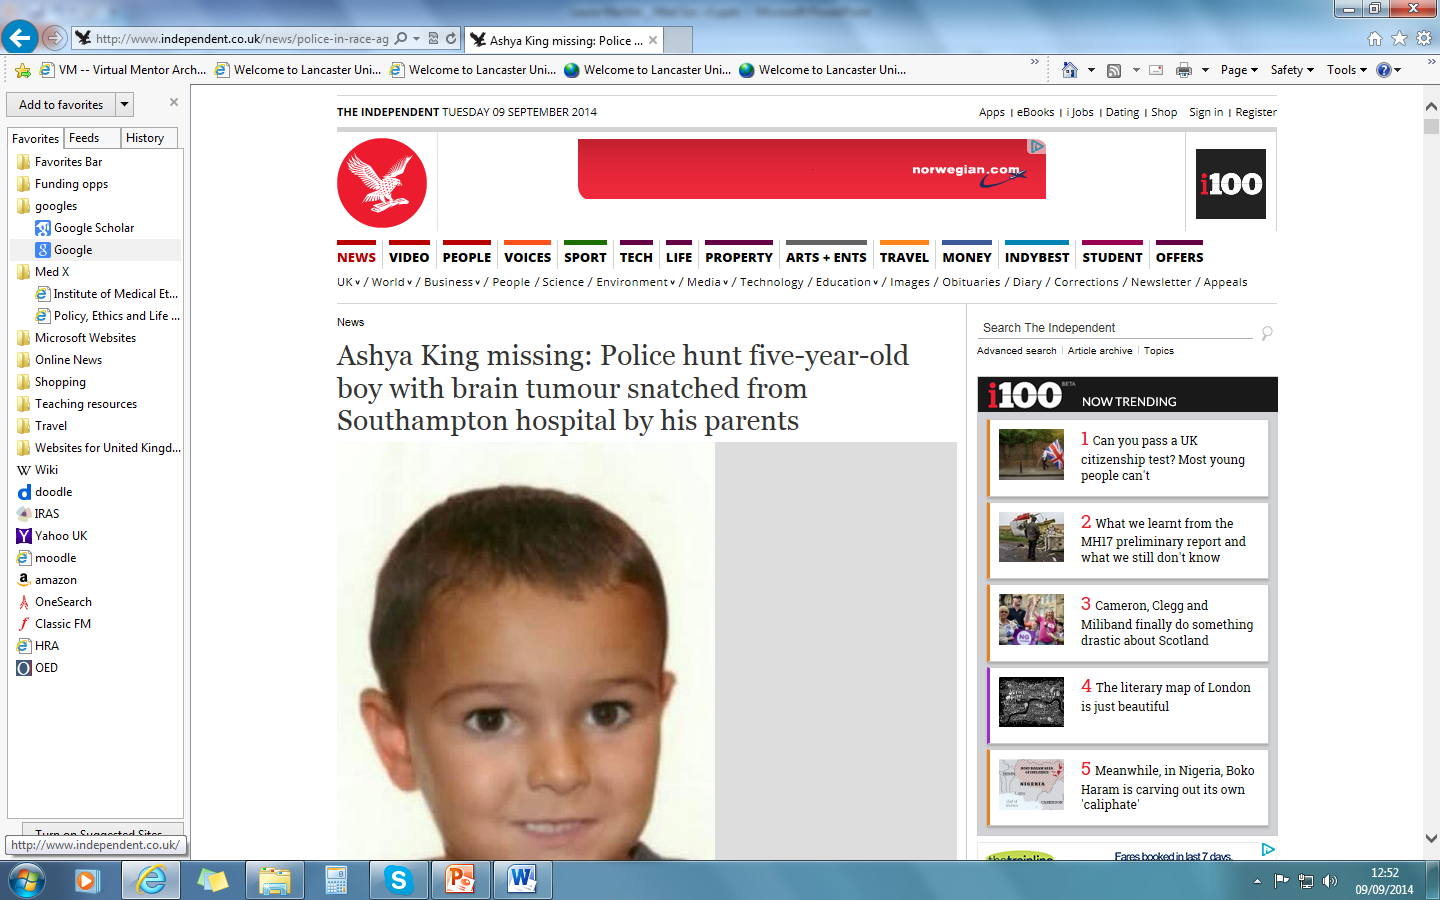 http://www.independent.co.uk/news/police-in-race-ag
Ashya King missing: Police ...
VM -- Virtual Mentor Arch...
Welcome to Lancaster Uni...
Welcome to Lancaster Uni...
Welcome to Lancaster Uni...
Welcome to Lancaster Uni...
Page
Safety
Tools
Add to favorites
Favorites
Feeds
History
Favorites Bar
Funding opps
googles
Google Scholar
Google
Med X
Institute of Medical Et...
Policy, Ethics and Life ...
Microsoft Websites
Online News
Shopping
Teaching resources
Travel
Websites for United Kingd...
Wiki
doodle
IRAS
Yahoo UK
moodle
amazon
OneSearch
Classic FM
HRA
OED
Turn on Suggested Sites
http://www.independent.co.uk/
THE INDEPENDENT TUESDAY 09 SEPTEMBER 2014
Apps | eBooks | i Jobs | Dating | Shop Sign in | Register
norwegian.com
i100
NEWS VIDEO PEOPLE VOICES SPORT TECH LIFE PROPERTY ARTS + ENTS TRAVEL MONEY INDYBEST STUDENT OFFERS
UK / World / Business / People / Science / Environment / Media / Technology / Education / Images / Obituaries / Diary / Corrections / Newsletter / Appeals
News
Ashya King missing: Police hunt five-year-old
boy with brain tumour snatched from
Southampton hospital by his parents
Search The Independent
Advanced search | Article archive | Topics
i100 BETA NOW TRENDING
1 Can you pass a UK
citizenship test? Most young
people can't
2 What we learnt from the
MH17 preliminary report and
what we still don't know
3 Cameron, Clegg and
Miliband finally do something
drastic about Scotland
4 The literary map of London
is just beautiful
5 Meanwhile, in Nigeria, Boko
Haram is carving out its own
'caliphate'
thetrainline
Fares booked in last 7 days.
12:52
09/09/2014